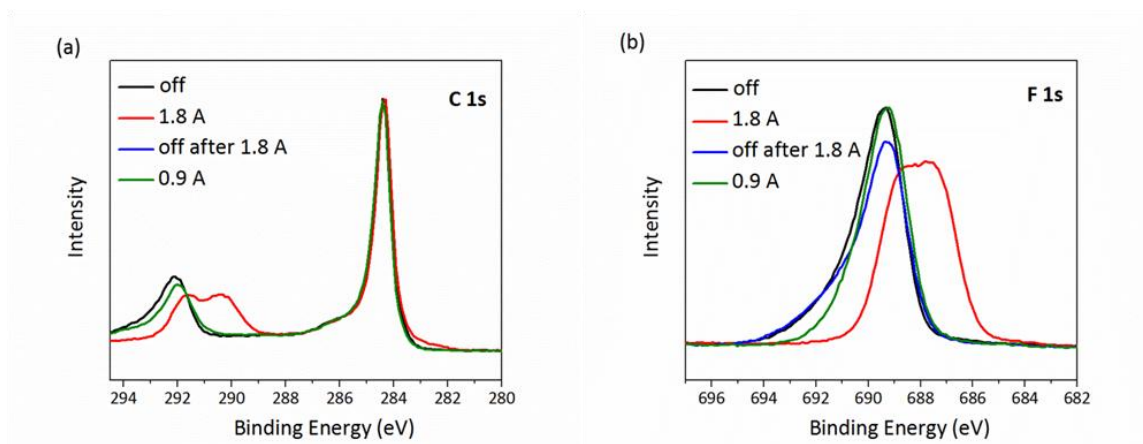 (a)
off
1.8 A
off after 1.8 A
0.9 A
C 1s
Intensity
294 292 290 288 286 284 282 280
Binding Energy (eV)
(b)
off
1.8 A
off after 1.8 A
0.9 A
F 1s
Intensity
696 694 692 690 688 686 684 682
Binding Energy (eV)